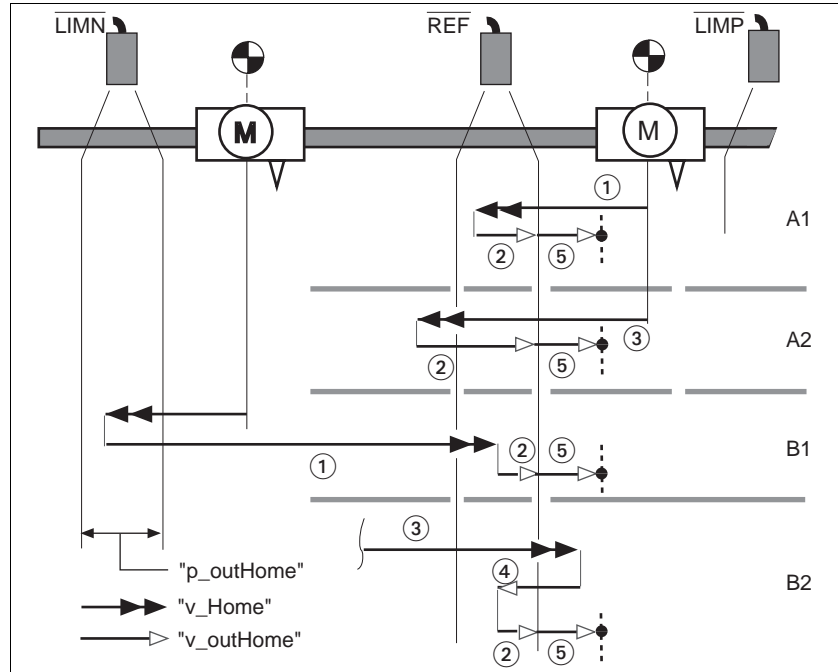 LIMN REF LIMP
M M
1
A1
2 5
3
A2
2 5
2 5
B1
1
3
"p_outHome"
4
B2
"v_Home"
"v_outHome"
2 5